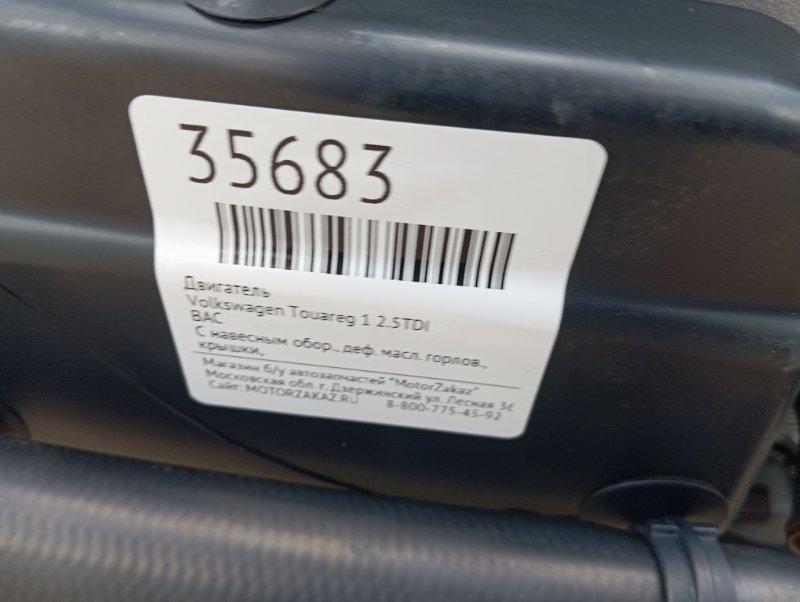 35683
Двигатель
Volkswagen Touareg 1 2.5TDI
BAC
С навесным обор., деф. масл. горлов.,
крышки,
Магазин б/у автозапчастей "MotorZakaz"
Московская обл. г. Дзержинский ул. Лесная 36
Сайт: MOTORZAKAZ.RU 8-800-775-45-92